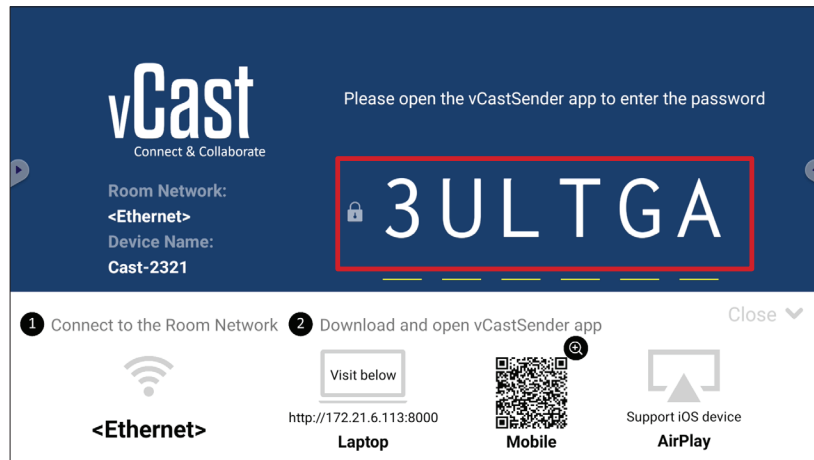 vCast
Connect & Collaborate
Please open the vCastSender app to enter the password
Room Network:
<Ethernet>
Device Name:
Cast-2321
3ULTGA
1 Connect to the Room Network
2 Download and open vCastSender app
Close
<Ethernet>
Visit below
http://172.21.6.113:8000
Laptop
Mobile
Support iOS device
AirPlay